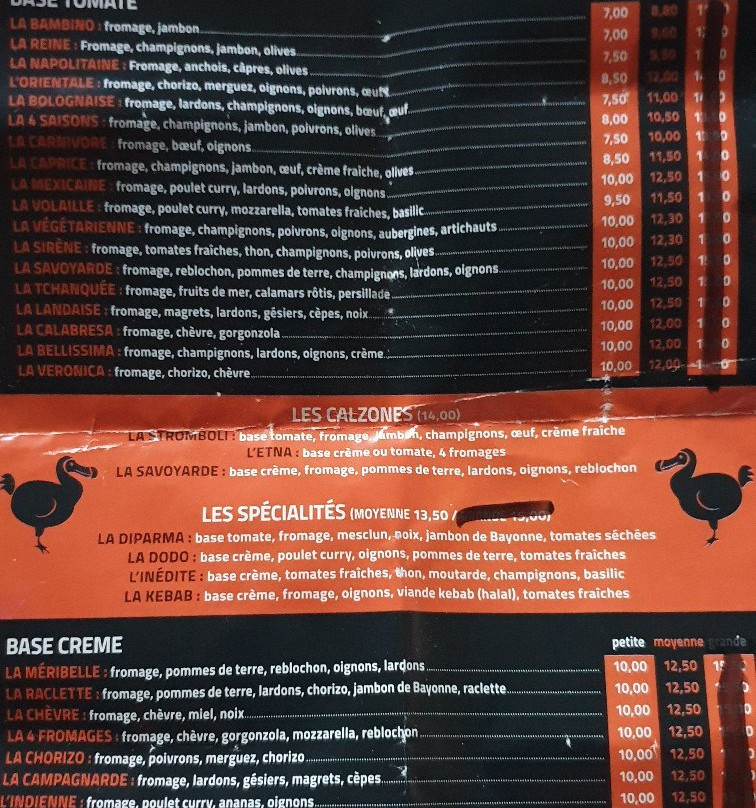 BASE TOMATE
LA BAMBINO : fromage, jambon 7,00 8,80
LA REINE : Fromage, champignons, jambon, olives 7,00
LA NAPOLITAINE : Fromage, anchois, câpres, olives 7,50 9,50
L'ORIENTALE : fromage, chorizo, merguez, oignons, poivrons, œufs 8,50 12,00
LA BOLOGNAISE : fromage, lardons, champignons, oignons, bœuf, œuf 7,50 11,00
LA 4 SAISONS : fromage, champignons, jambon, poivrons, olives 8,00 10,50
LA CARNIVORE : fromage, bœuf, oignons 7,50 10,00
LA CAPRICE : fromage, champignons, jambon, œuf, crème fraîche, olives 8,50 11,50
LA MEXICAINE : fromage, poulet curry, lardons, poivrons, oignons 10,00 12,50
LA VOLAILLE : fromage, poulet curry, mozzarella, tomates fraîches, basilic 9,50 11,50
LA VÉGÉTARIENNE : fromage, champignons, poivrons, oignons, aubergines, artichauts 10,00 12,30
LA SIRÈNE : fromage, tomates fraîches, thon, champignons, poivrons, olives 10,00 12,30
LA SAVOYARDE : fromage, reblochon, pommes de terre, champignons, lardons, oignons 10,00 12,50
LA TCHANQUÉE : fromage, fruits de mer, calamars rôtis, persillade 10,00 12,50
LA LANDAISE : fromage, magrets, lardons, gésiers, cèpes, noix 10,00 12,50
LA CALABRESA : fromage, chèvre, gorgonzola 10,00 12,00
LA BELLISSIMA : fromage, champignons, lardons, oignons, crème 10,00 12,00
LA VERONICA : fromage, chorizo, chèvre 10,00 12,00
LES CALZONES (14,00)
LA STROMBOLI : base tomate, fromage, jambon, champignons, œuf, crème fraîche
L'ETNA : base crème ou tomate, 4 fromages
LA SAVOYARDE : base crème, fromage, pommes de terre, lardons, oignons, reblochon
LES SPÉCIALITÉS (MOYENNE 13,50 /
LA DIPARMA : base tomate, fromage, mesclun, noix, jambon de Bayonne, tomates séchées
LA DODO : base crème, poulet curry, oignons, pommes de terre, tomates fraîches
L'INÉDITE : base crème, tomates fraîches, thon, moutarde, champignons, basilic
LA KEBAB : base crème, fromage, oignons, viande kebab (halal), tomates fraîches
BASE CREME petite moyenne grande
LA MÉRIBELLE : fromage, pommes de terre, reblochon, oignons, lardons 10,00 12,50
LA RACLETTE : fromage, pommes de terre, lardons, chorizo, jambon de Bayonne, raclette 10,00 12,50
LA CHÈVRE : fromage, chèvre, miel, noix 10,00 12,50
LA 4 FROMAGES : fromage, chèvre, gorgonzola, mozzarella, reblochon 10,00 12,50
LA CHORIZO : fromage, poivrons, merguez, chorizo 10,00 12,50
LA CAMPAGNARDE : fromage, lardons, gésiers, magrets, cèpes 10,00 12,50
L'INDIENNE : fromage, poulet curry, ananas, oignons 10,00 12,50